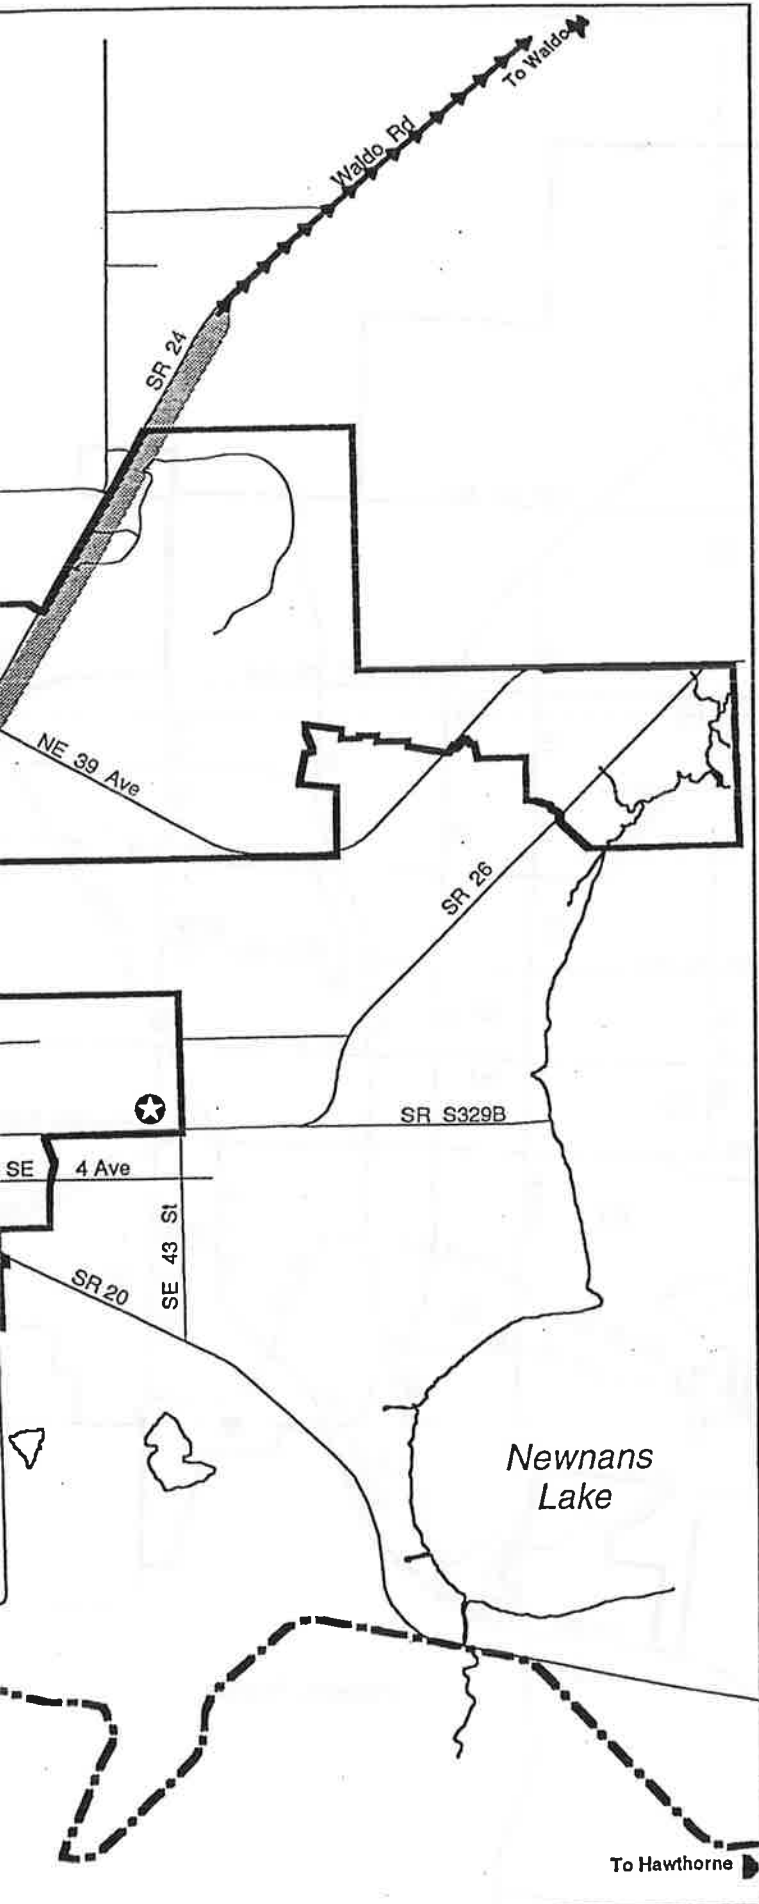 To Waldo
Waldo Rd
SR 24
NE 39 Ave
SR 26
SR S329B
SE 4 Ave
SE 43 St
SR 20
Newnans
Lake
To Hawthorne